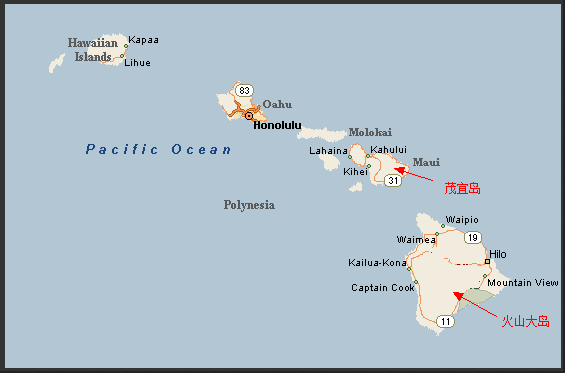 Hawaiian
Islands
Kapaa
Lihue
83
Oahu
Honolulu
Molokai
Pacific Ocean
Lahaina
Kahului
Maui
Kihei
31
茂宜岛
Polynesia
Waipio
Waimea
19
Hilo
Kailua-Kona
Mountain View
Captain Cook
11
火山大岛